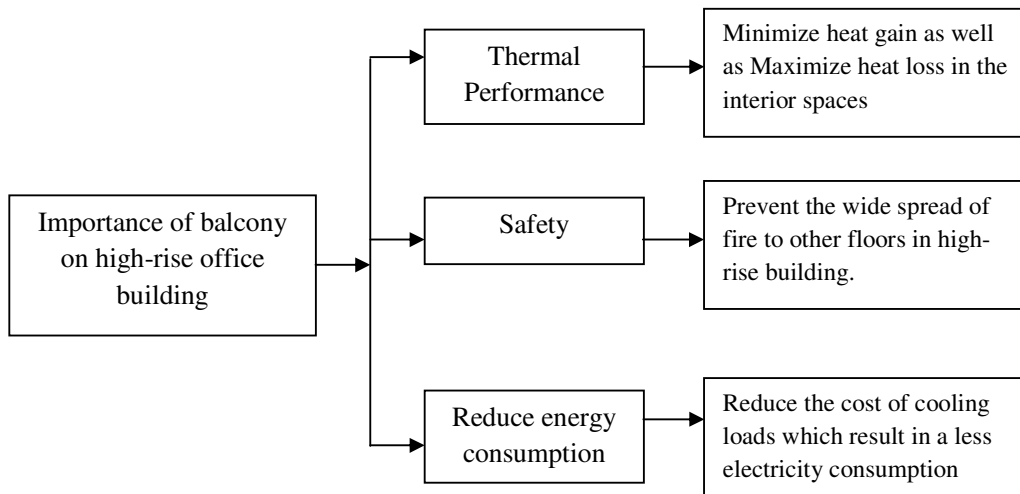 Importance of balcony
on high-rise office
building
Thermal
Performance
Minimize heat gain as well
as Maximize heat loss in the
interior spaces
Safety
Prevent the wide spread of
fire to other floors in high-
rise building.
Reduce energy
consumption
Reduce the cost of cooling
loads which result in a less
electricity consumption